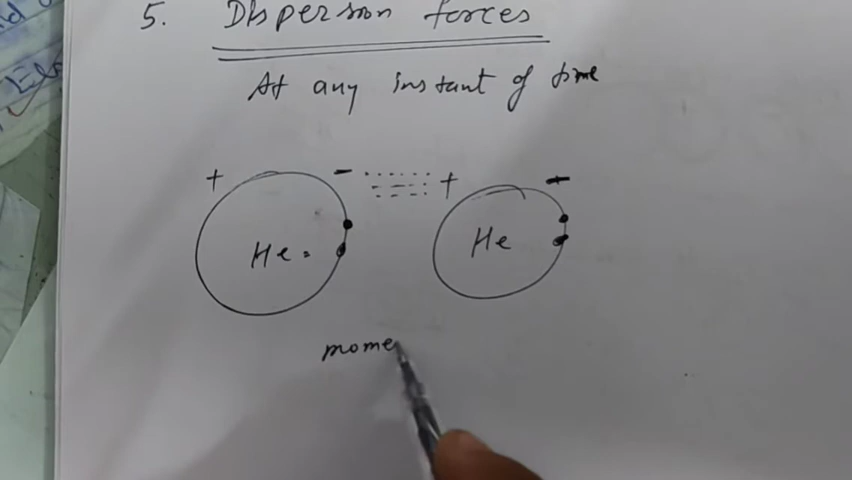 5. Dispersion forces
At any instant of time
+ - + -
He. He
mome